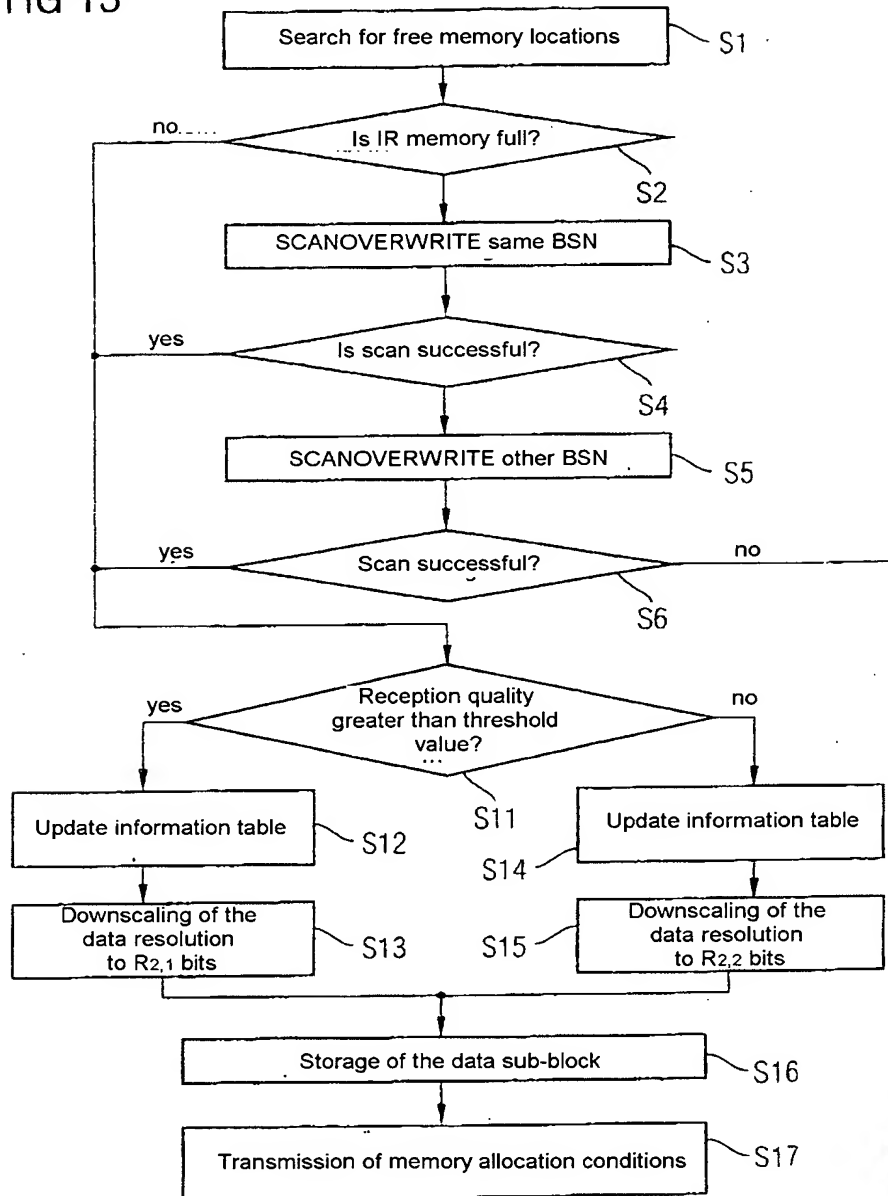 FIG 13
Search for free memory locations
S1
no
Is IR memory full?
S2
SCANOVERWRITE same BSN
S3
yes
Is scan successful?
S4
SCANOVERWRITE other BSN
S5
yes
Scan successful?
no
S6
yes
Reception quality
greater than threshold
value?
no
S11
Update information table
S12
Update information table
S14
Downscaling of the
data resolution
to R2,1 bits
S13
Downscaling of the
data resolution
to R2,2 bits
S15
Storage of the data sub-block
S16
Transmission of memory allocation conditions
S17